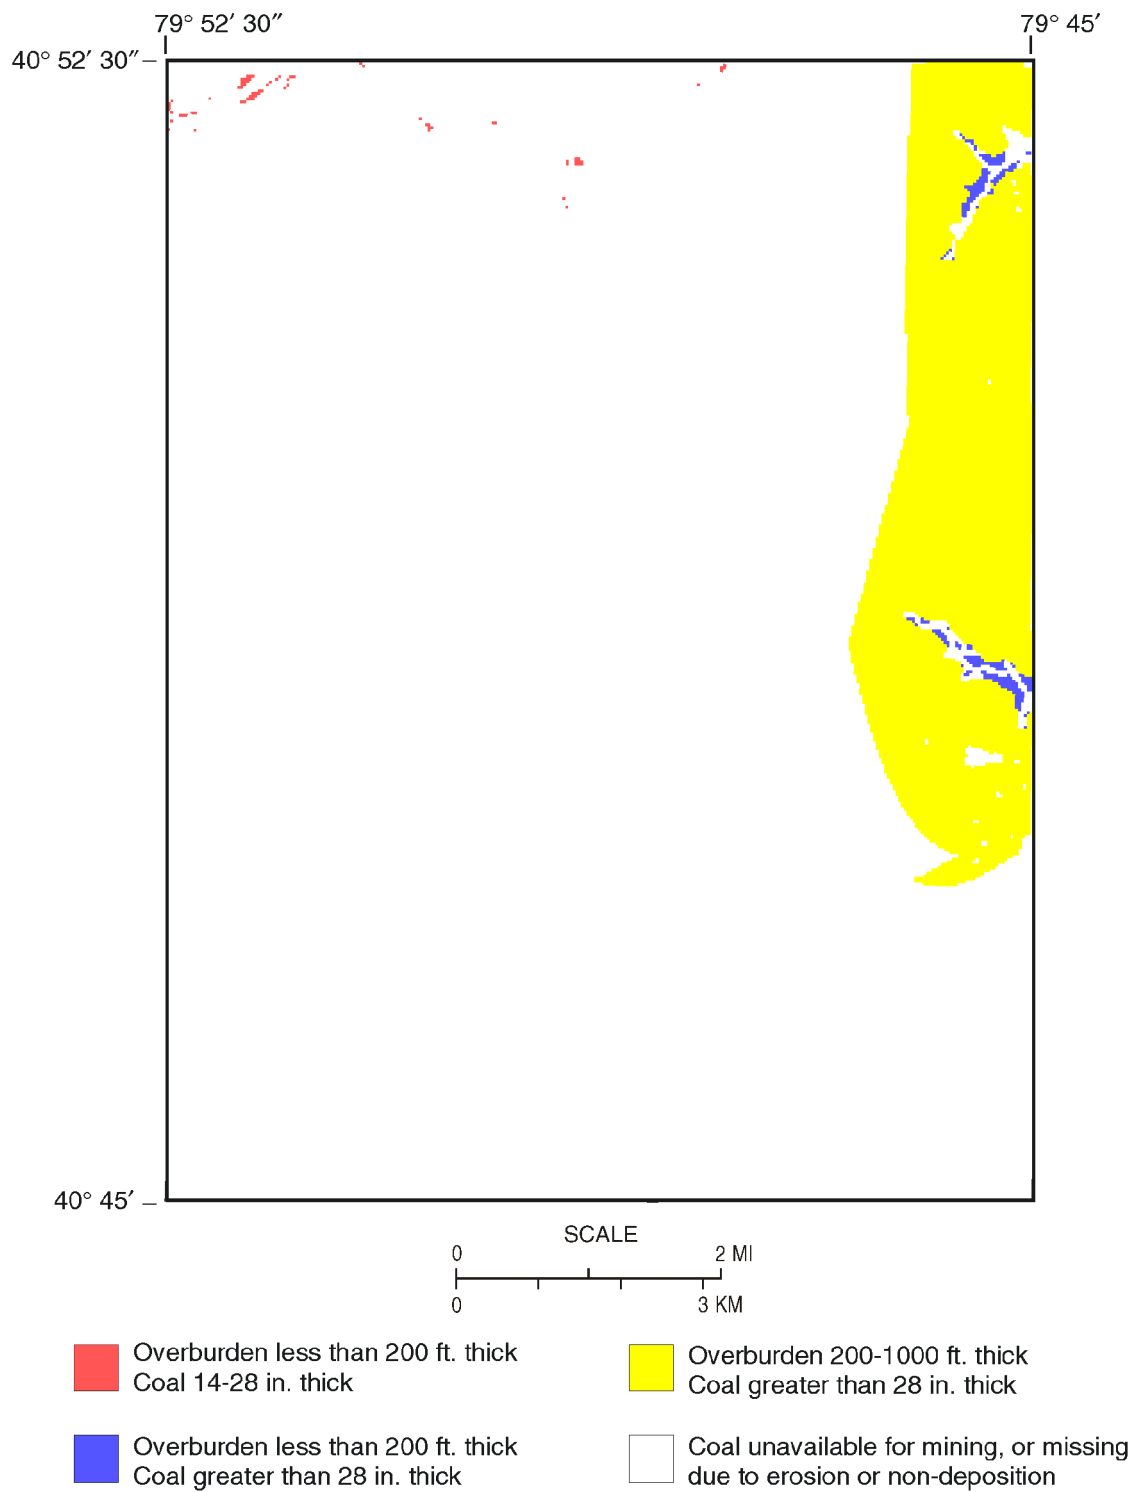 79° 52′ 30″
79° 45′
40° 52′ 30″
40° 45′
SCALE
0
2 MI
0
3 KM
Overburden less than 200 ft. thick
Coal 14-28 in. thick
Overburden 200-1000 ft. thick
Coal greater than 28 in. thick
Overburden less than 200 ft. thick
Coal greater than 28 in. thick
Coal unavailable for mining, or missing
due to erosion or non-deposition